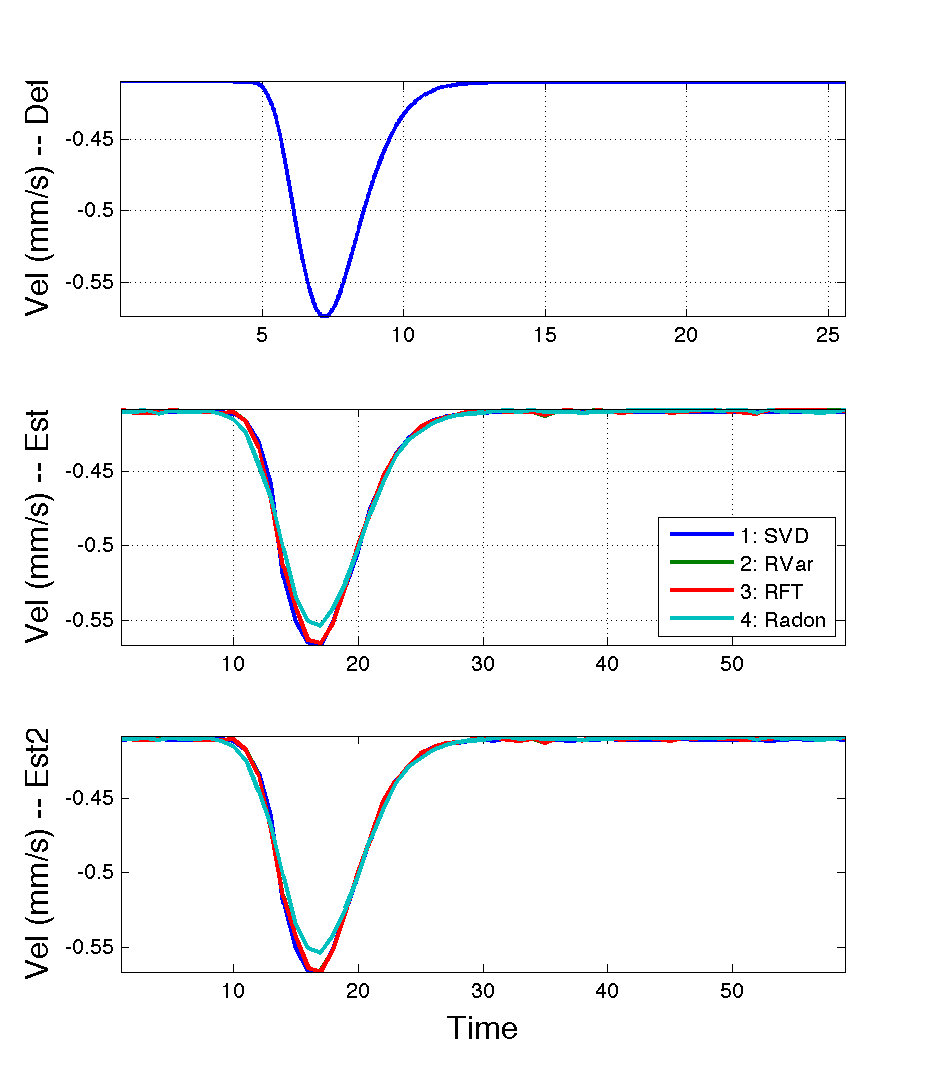 Vel (mm/s) -- Def
-0.45
-0.5
-0.55
5 10 15 20 25
Vel (mm/s) -- Est
-0.45
-0.5
-0.55
1: SVD
2: RVar
3: RFT
4: Radon
10 20 30 40 50
Vel (mm/s) -- Est2
-0.45
-0.5
-0.55
10 20 30 40 50
Time